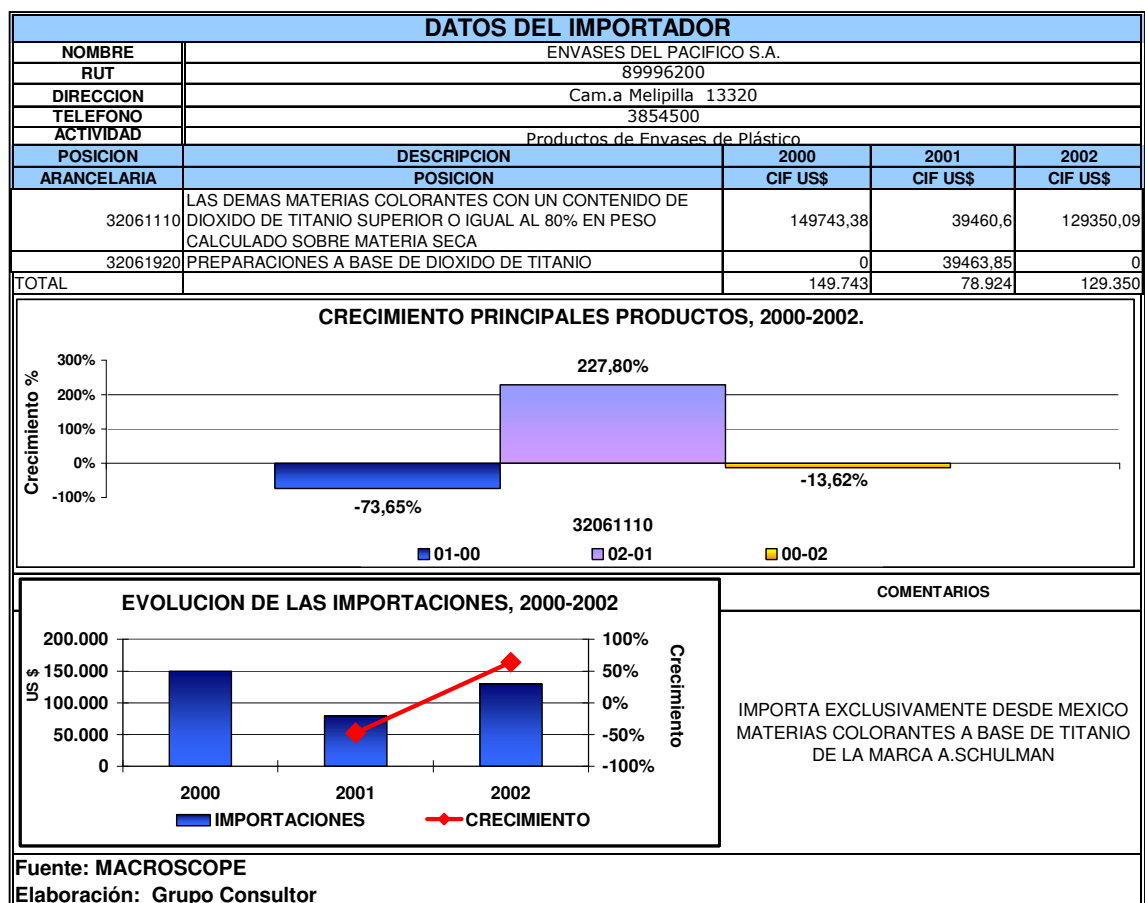 DATOS DEL IMPORTADOR
NOMBRE ENVASES DEL PACIFICO S.A.
RUT 89996200
DIRECCION Cam.a Melipilla 13320
TELEFONO 3854500
ACTIVIDAD Productos de Envases de Plástico
POSICION DESCRIPCION 2000 2001 2002
ARANCELARIA POSICION CIF US$ CIF US$ CIF US$
LAS DEMAS MATERIAS COLORANTES CON UN CONTENIDO DE
32061110 DIOXIDO DE TITANIO SUPERIOR O IGUAL AL 80% EN PESO 149743,38 39460,6 129350,09
CALCULADO SOBRE MATERIA SECA
32061920 PREPARACIONES A BASE DE DIOXIDO DE TITANIO 0 39463,85 0
TOTAL 149.743 78.924 129.350
CRECIMIENTO PRINCIPALES PRODUCTOS, 2000-2002.
Crecimiento %
300%
200%
100%
0%
-100%
227,80%
-73,65%
-13,62%
32061110
01-00 02-01 00-02
EVOLUCION DE LAS IMPORTACIONES, 2000-2002
US $
200.000
150.000
100.000
50.000
0
100%
50%
0%
-50%
-100%
Crecimiento
2000 2001 2002
IMPORTACIONES CRECIMIENTO
COMENTARIOS
IMPORTA EXCLUSIVAMENTE DESDE MEXICO
MATERIAS COLORANTES A BASE DE TITANIO
DE LA MARCA A.SCHULMAN
Fuente: MACROSCOPE
Elaboración: Grupo Consultor